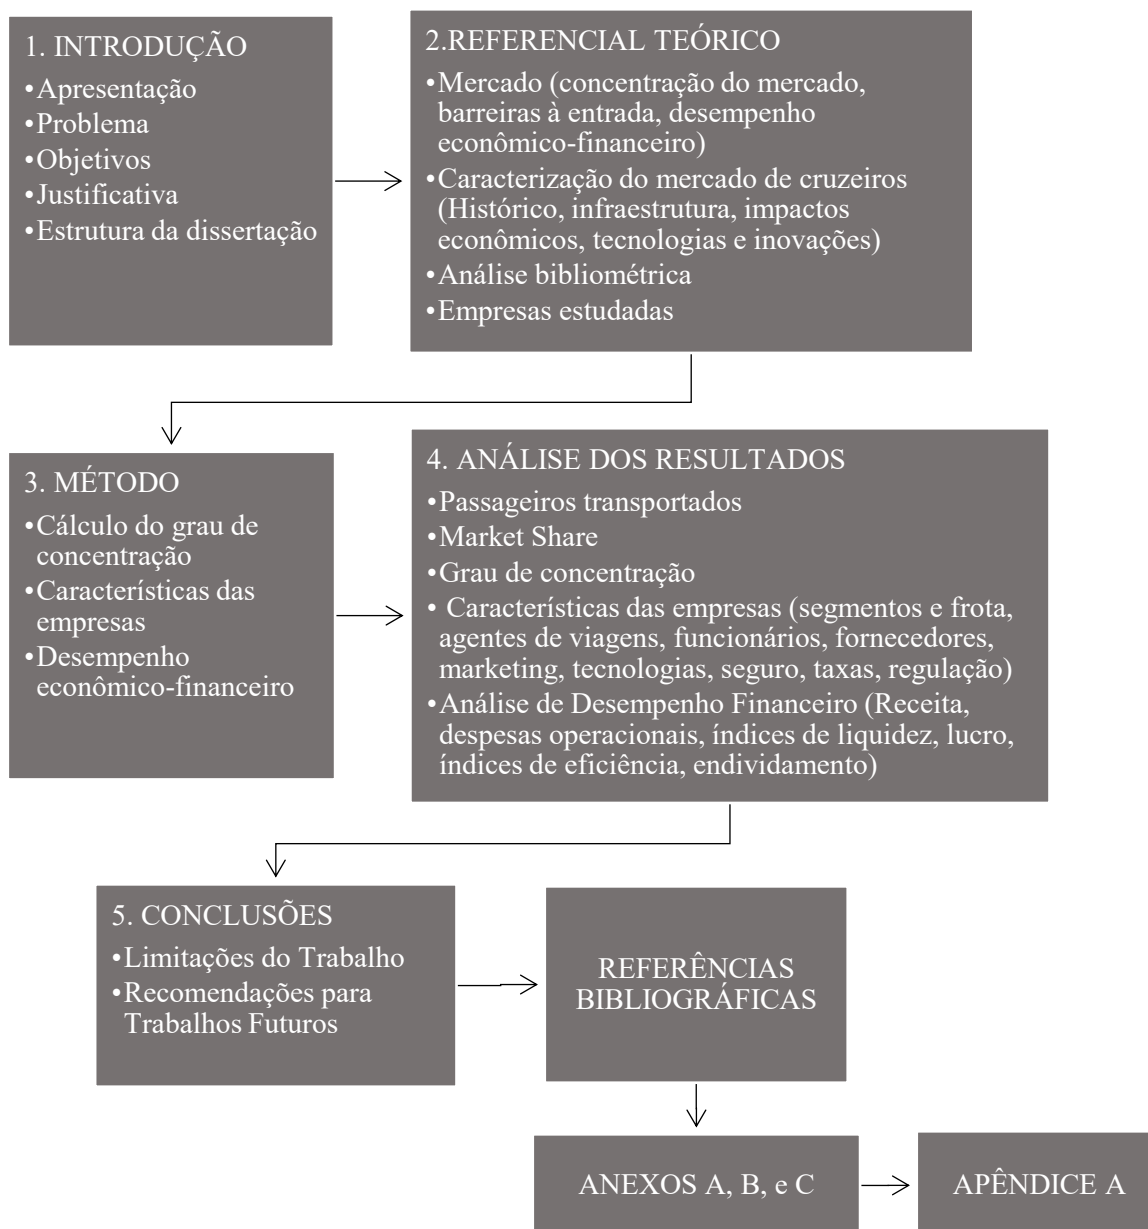 1. INTRODUÇÃO
•Apresentação
•Problema
•Objetivos
•Justificativa
•Estrutura da dissertação
2.REFERENCIAL TEÓRICO
•Mercado (concentração do mercado,
barreiras à entrada, desempenho
econômico-financeiro)
•Caracterização do mercado de cruzeiros
(Histórico, infraestrutura, impactos
econômicos, tecnologias e inovações)
•Análise bibliométrica
•Empresas estudadas
3. MÉTODO
•Cálculo do grau de
concentração
•Características das
empresas
•Desempenho
econômico-financeiro
4. ANÁLISE DOS RESULTADOS
•Passageiros transportados
•Market Share
•Grau de concentração
• Características das empresas (segmentos e frota,
agentes de viagens, funcionários, fornecedores,
marketing, tecnologias, seguro, taxas, regulação)
•Análise de Desempenho Financeiro (Receita,
despesas operacionais, índices de liquidez, lucro,
índices de eficiência, endividamento)
5. CONCLUSÕES
•Limitações do Trabalho
•Recomendações para
Trabalhos Futuros
REFERÊNCIAS
BIBLIOGRÁFICAS
ANEXOS A, B, e C
APÊNDICE A